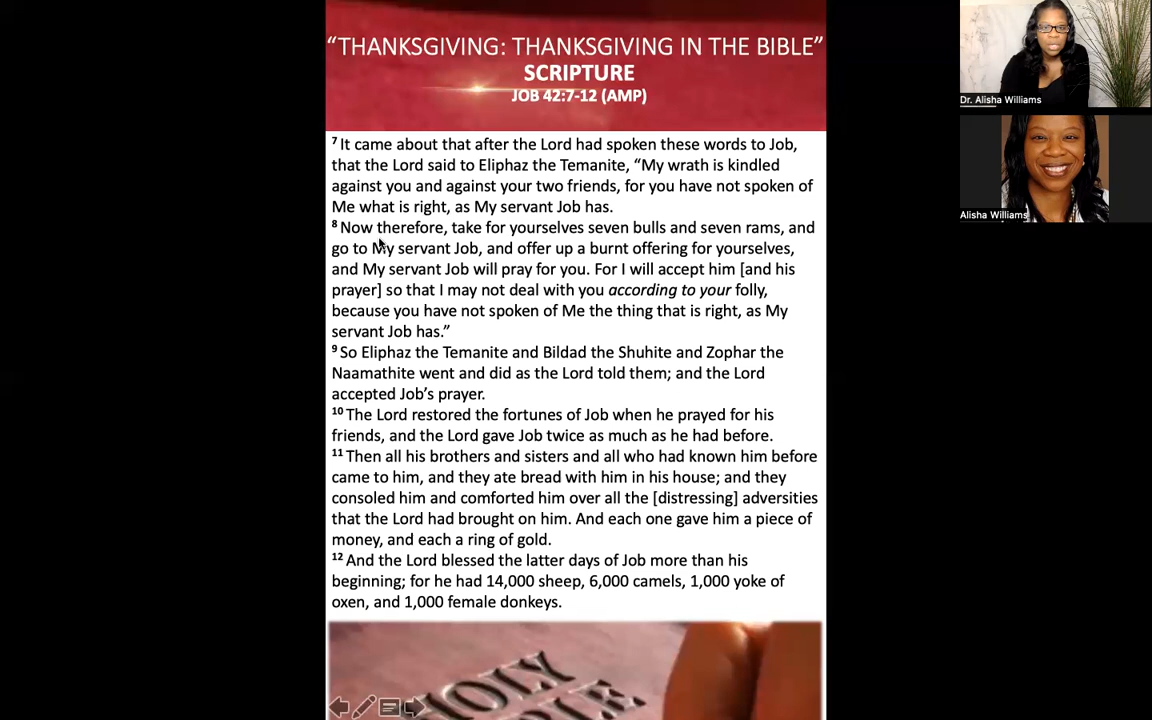 “THANKSGIVING: THANKSGIVING IN THE BIBLE”
SCRIPTURE
JOB 42:7-12 (AMP)
7 It came about that after the Lord had spoken these words to Job,
that the Lord said to Eliphaz the Temanite, “My wrath is kindled
against you and against your two friends, for you have not spoken of
Me what is right, as My servant Job has.
8 Now therefore, take for yourselves seven bulls and seven rams, and
go to My servant Job, and offer up a burnt offering for yourselves,
and My servant Job will pray for you. For I will accept him [and his
prayer] so that I may not deal with you according to your folly,
because you have not spoken of Me the thing that is right, as My
servant Job has.”
9 So Eliphaz the Temanite and Bildad the Shuhite and Zophar the
Naamathite went and did as the Lord told them; and the Lord
accepted Job’s prayer.
10 The Lord restored the fortunes of Job when he prayed for his
friends, and the Lord gave Job twice as much as he had before.
11 Then all his brothers and sisters and all who had known him before
came to him, and they ate bread with him in his house; and they
consoled him and comforted him over all the [distressing] adversities
that the Lord had brought on him. And each one gave him a piece of
money, and each a ring of gold.
12 And the Lord blessed the latter days of Job more than his
beginning; for he had 14,000 sheep, 6,000 camels, 1,000 yoke of
oxen, and 1,000 female donkeys.
HOLY
BIBLE
Dr. Alisha Williams
Alisha Williams